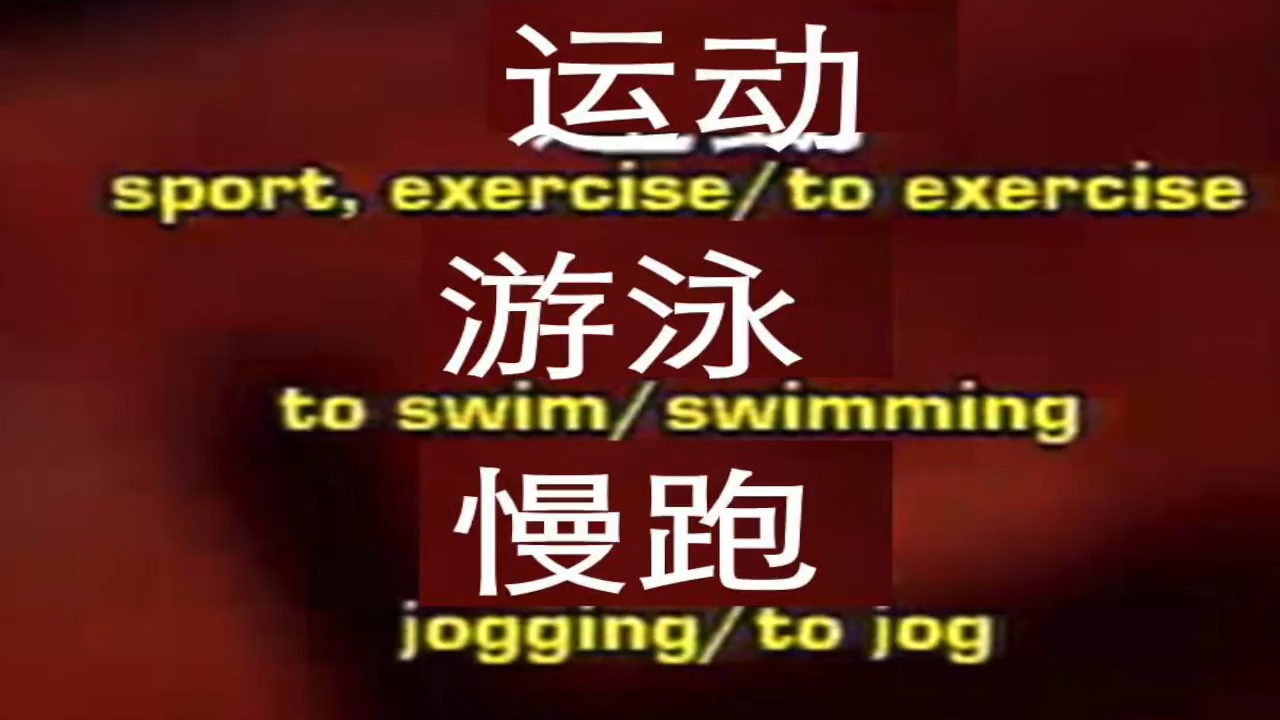 运动
sport, exercise/to exercise
游泳
to swim/swimming
慢跑
jogging/to jog